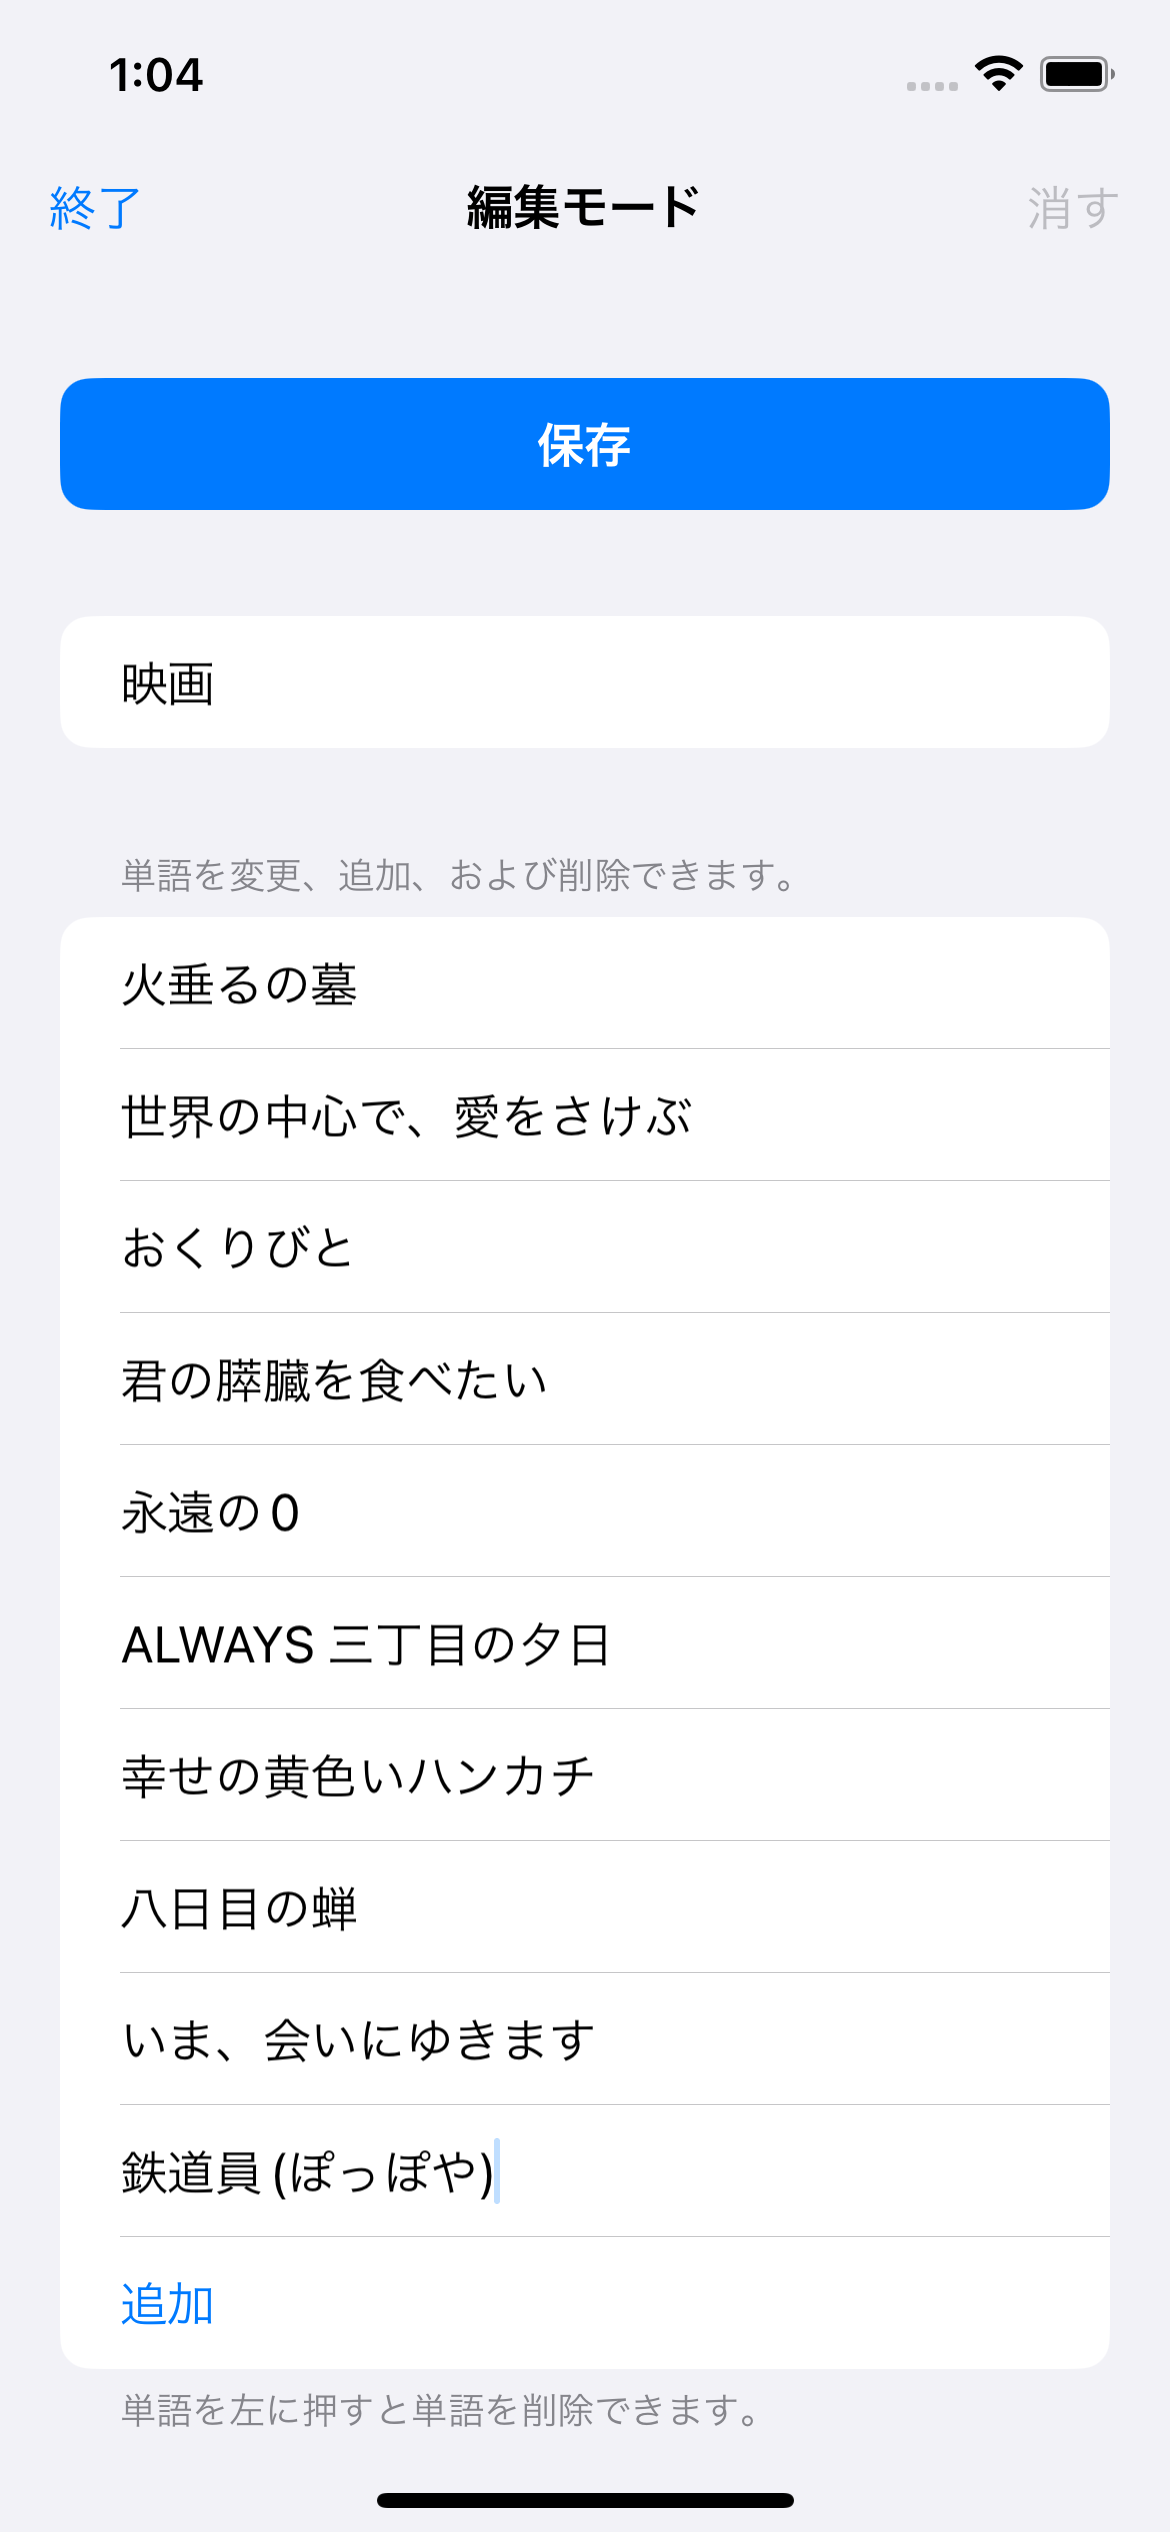 1:04
終了 編集モード 消す
保存
映画
単語を変更、追加、および削除できます。
火垂るの墓
世界の中心で、愛をさけぶ
おくりびと
君の膵臓を食べたい
永遠の0
ALWAYS 三丁目の夕日
幸せの黄色いハンカチ
八日目の蝉
いま、会いにゆきます
鉄道員 (ぽっぽや)
追加
単語を左に押すと単語を削除できます。